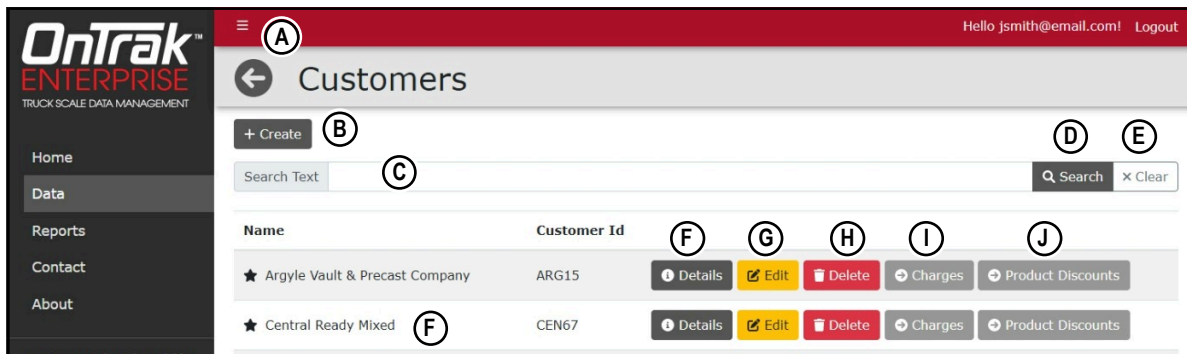 OnTrak™
ENTERPRISE
TRUCK SCALE DATA MANAGEMENT
Home
Data
Reports
Contact
About
A
Hello jsmith@email.com! Logout
Customers
+ Create B
Search Text C
D E
Search × Clear
Name Customer Id F G H I J
Argyle Vault & Precast Company ARG15 Details Edit Delete Charges Product Discounts
Central Ready Mixed F CEN67 Details Edit Delete Charges Product Discounts